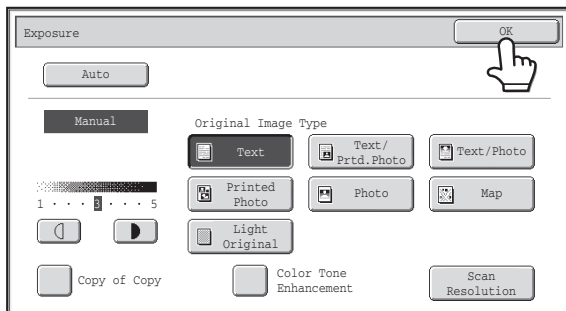 Exposure
OK
Auto
Manual
Original Image Type
Text
Text/
Prtd.Photo
Text/Photo
Printed
Photo
Photo
Map
1 · · · 3 · · · 5
Light
Original
Copy of Copy
Color Tone
Enhancement
Scan
Resolution